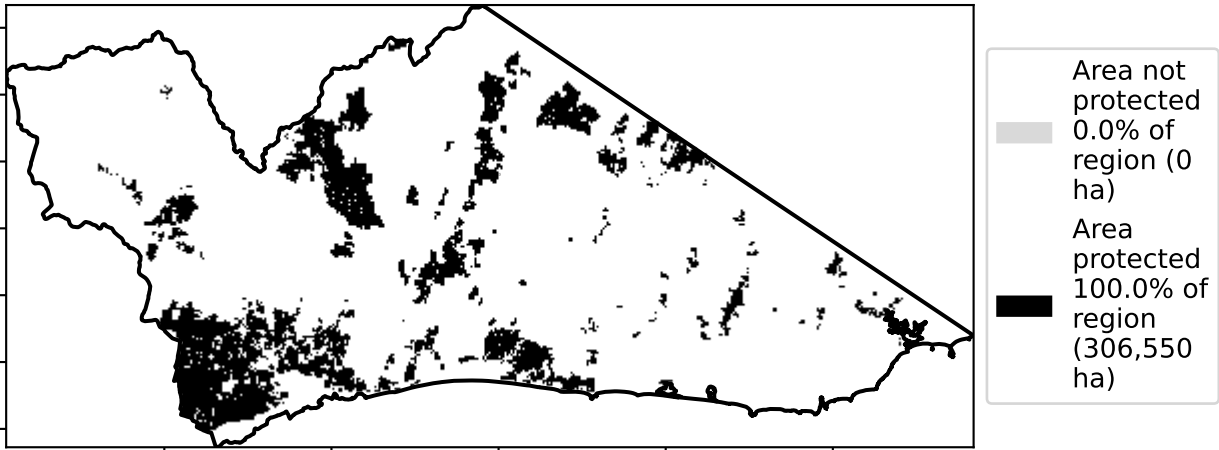 Area not
protected
0.0% of
region (0
ha)
Area
protected
100.0% of
region
(306,550
ha)